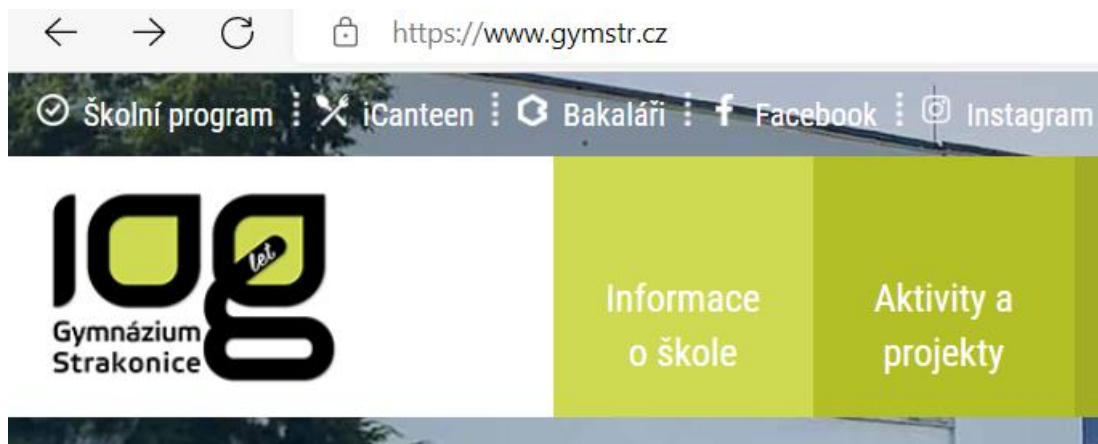 https://www.gymstr.cz
Školní program iCanteen Bakaláři Facebook Instagram
100 let
Gymnázium
Strakonice
Informace
o škole
Aktivity a
projekty